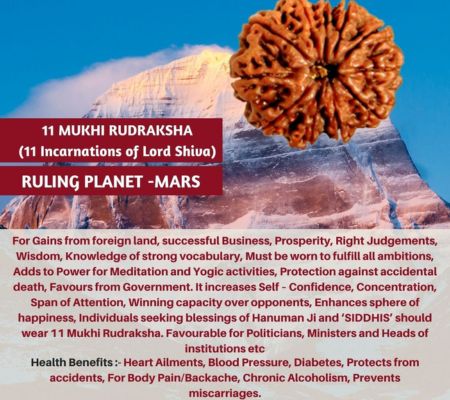 11 MUKHI RUDRAKSHA
(11 Incarnations of Lord Shiva)
RULING PLANET -MARS
For Gains from foreign land, successful Business, Prosperity, Right Judgements,
Wisdom, Knowledge of strong vocabulary, Must be worn to fulfill all ambitions,
Adds to Power for Meditation and Yogic activities, Protection against accidental
death, Favours from Government. It increases Self - Confidence, Concentration,
Span of Attention, Winning capacity over opponents, Enhances sphere of
happiness, Individuals seeking blessings of Hanuman Ji and ‘SIDDHIS’ should
wear 11 Mukhi Rudraksha. Favourable for Politicians, Ministers and Heads of
institutions etc
Health Benefits :- Heart Ailments, Blood Pressure, Diabetes, Protects from
accidents, For Body Pain/Backache, Chronic Alcoholism, Prevents
miscarriages.